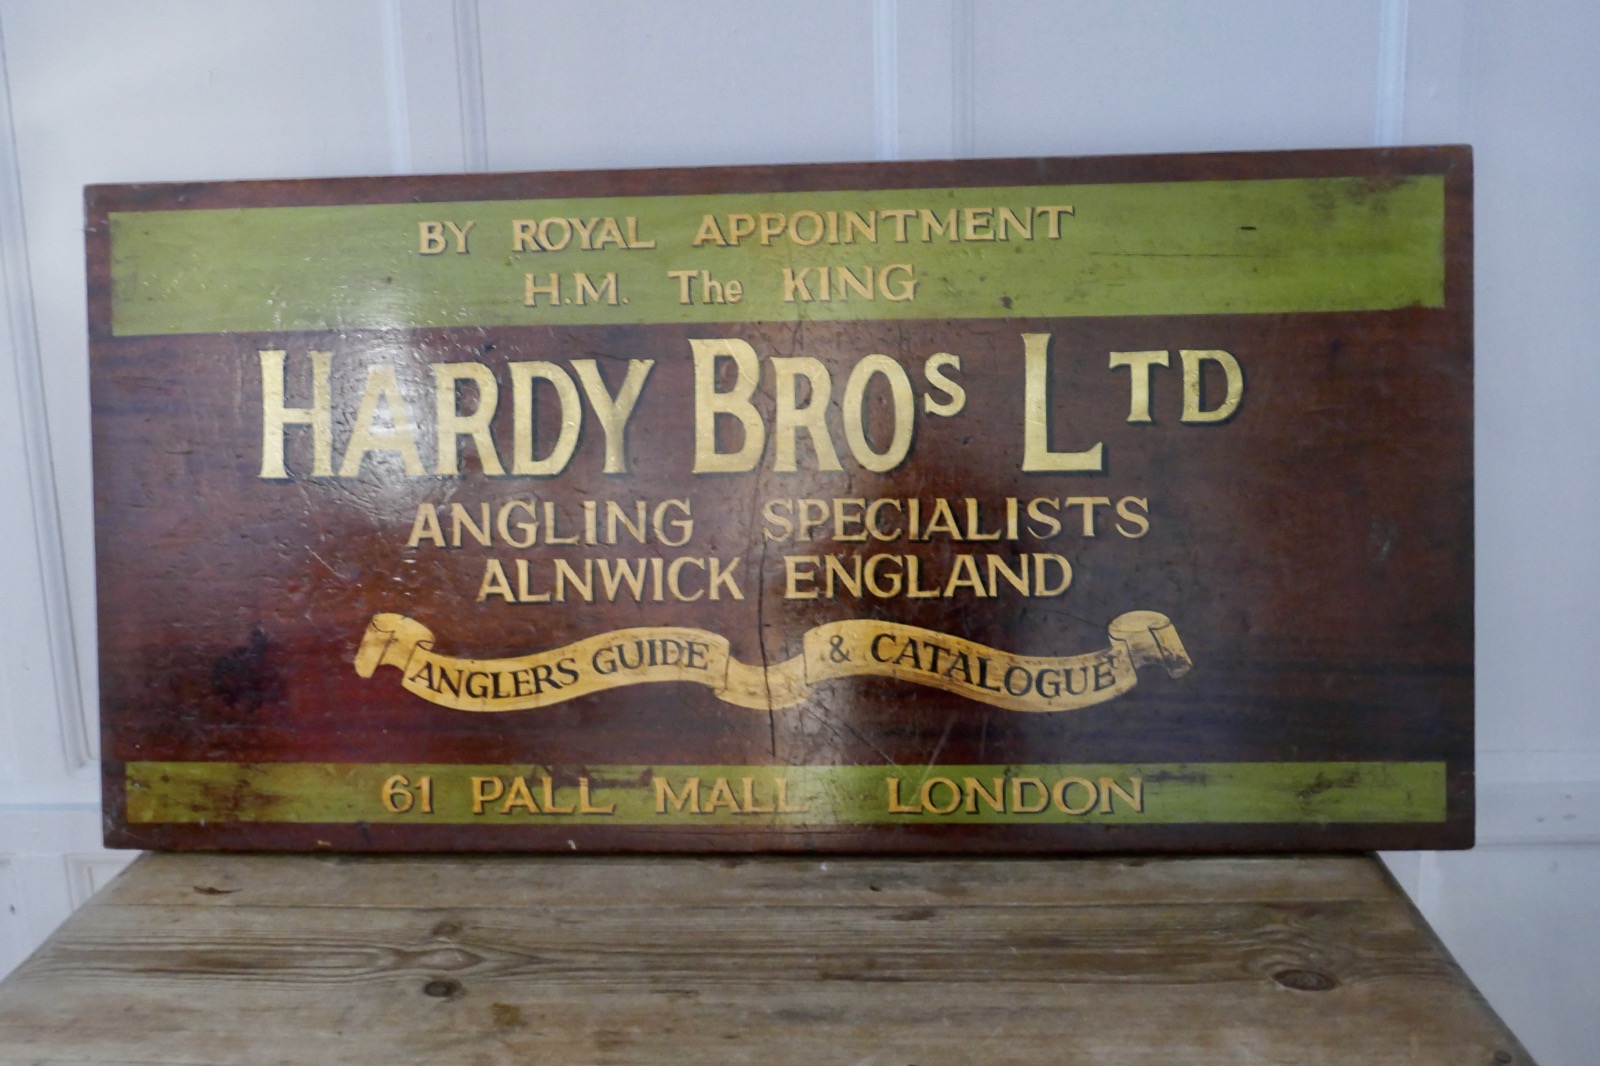 BY ROYAL APPOINTMENT
H.M. The KING
HARDY BROS LTD
ANGLING SPECIALISTS
ALNWICK ENGLAND
ANGLERS GUIDE & CATALOGUE
61 PALL MALL LONDON